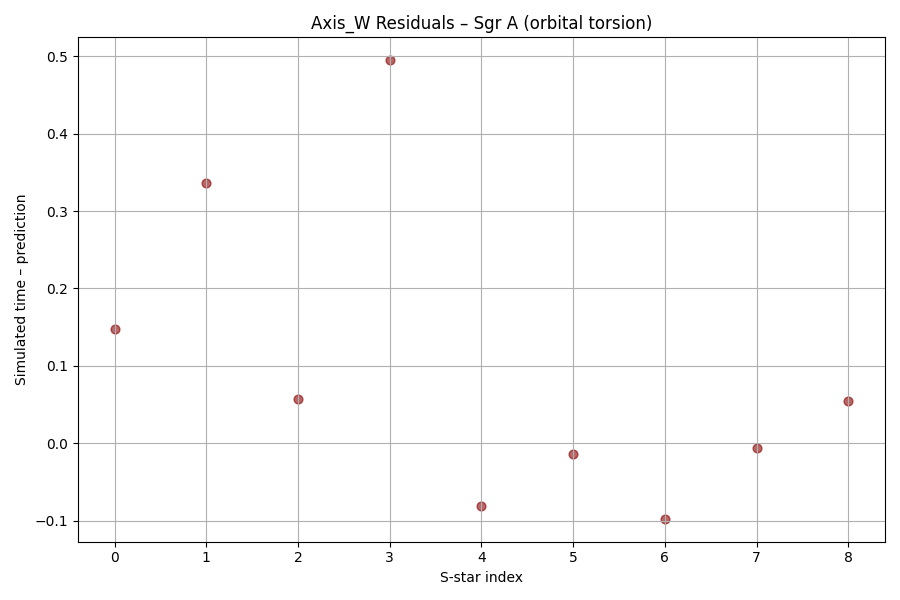 Axis_W Residuals – Sgr A (orbital torsion)
Simulated time – prediction
0.5
0.4
0.3
0.2
0.1
0.0
−0.1
0 1 2 3 4 5 6 7 8
S-star index